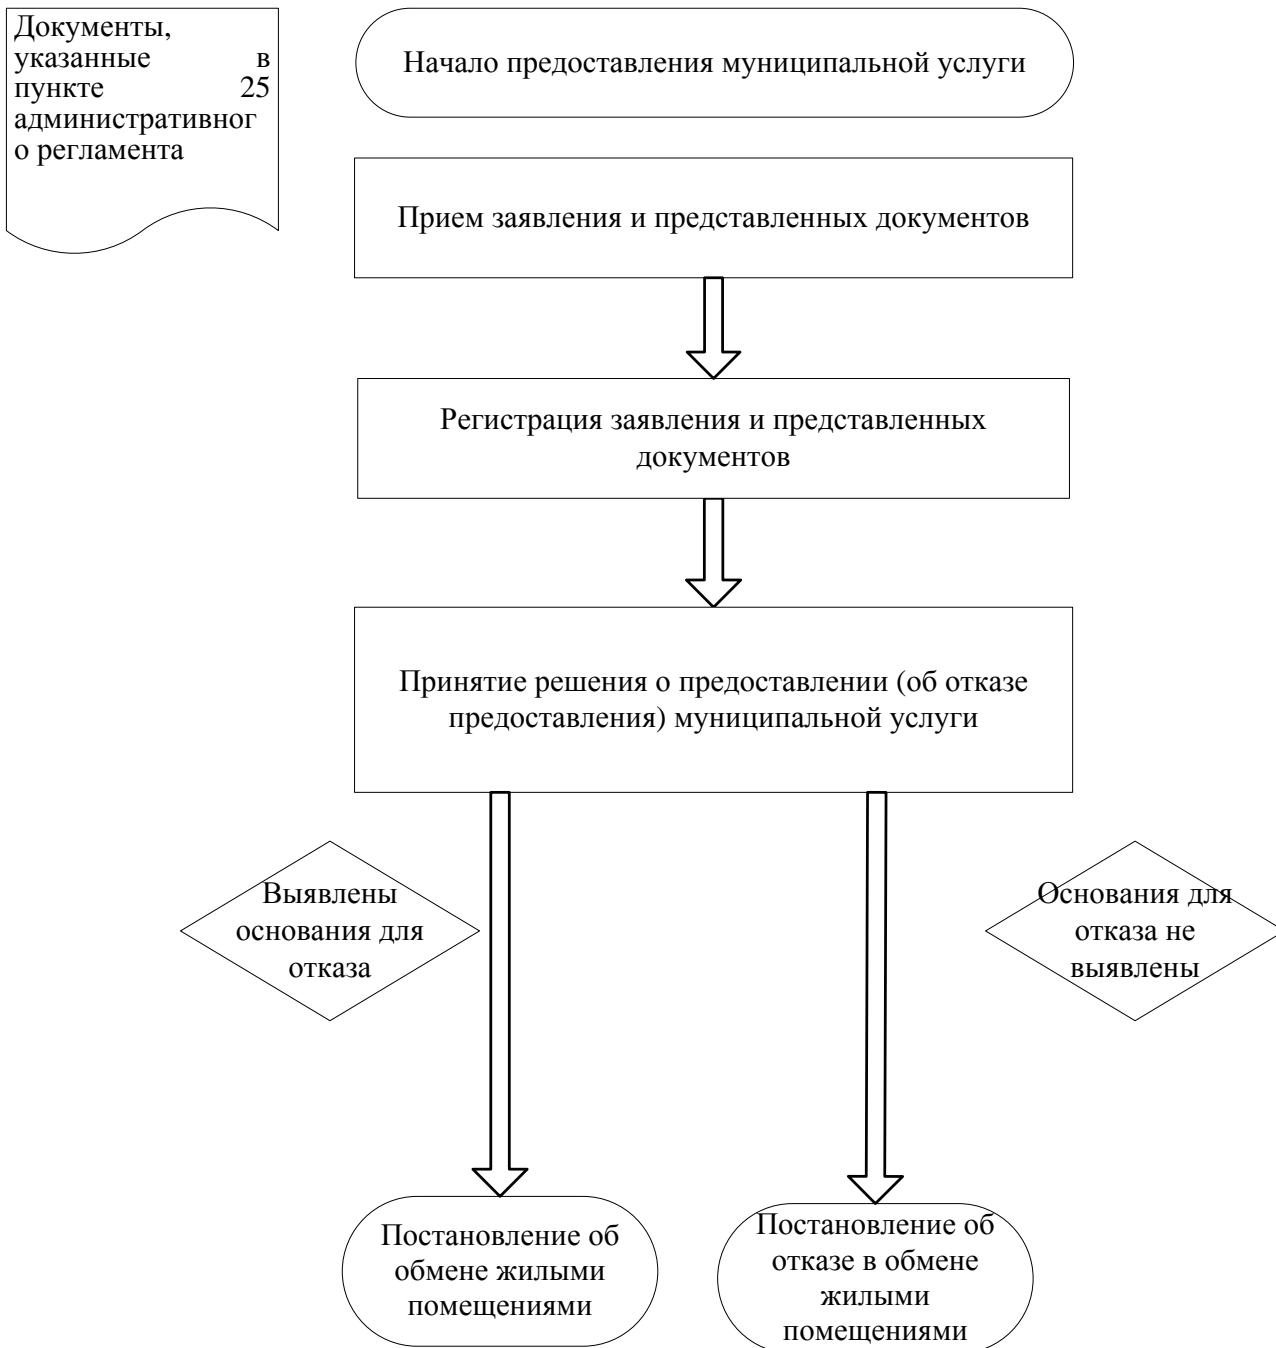 Документы,
указанные в
пункте 25
административног
о регламента
Начало предоставления муниципальной услуги
Прием заявления и представленных документов
Регистрация заявления и представленных
документов
Принятие решения о предоставлении (об отказе
предоставления) муниципальной услуги
Выявлены
основания для
отказа
Основания для
отказа не
выявлены
Постановление об
обмене жилыми
помещениями
Постановление об
отказе в обмене
жилыми
помещениями